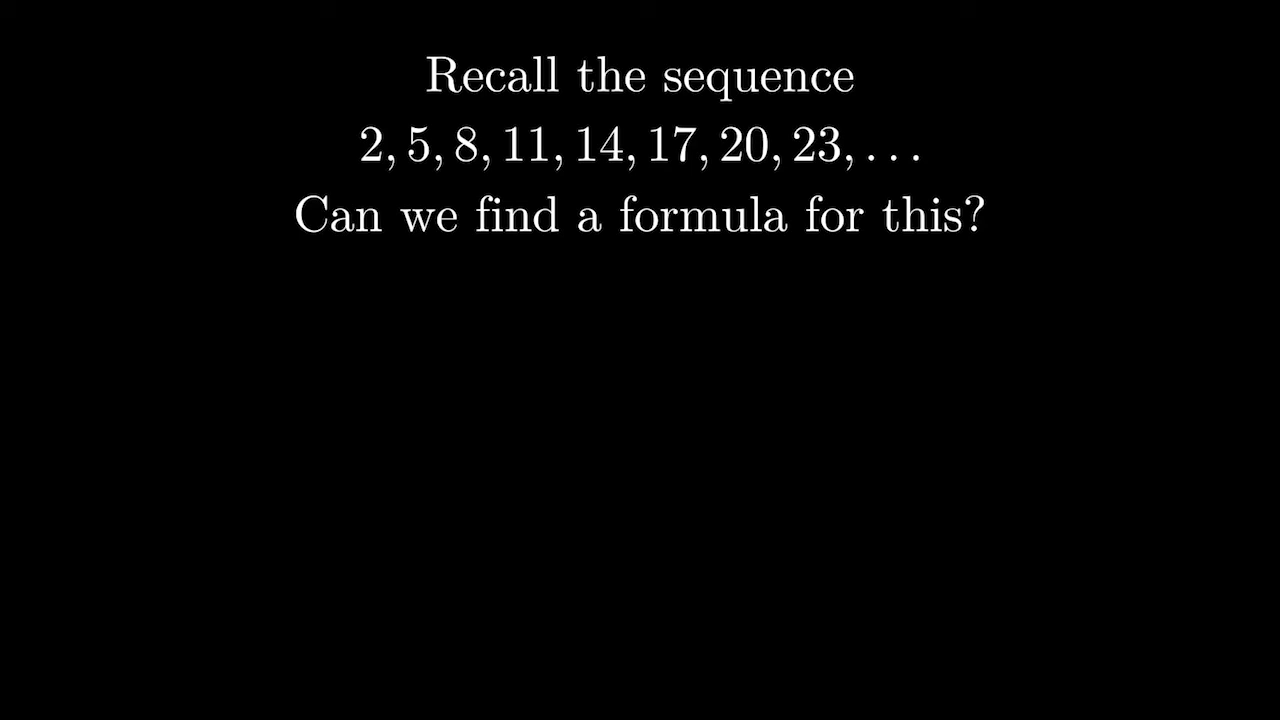 Recall the sequence
2, 5, 8, 11, 14, 17, 20, 23, . . .
Can we find a formula for this?